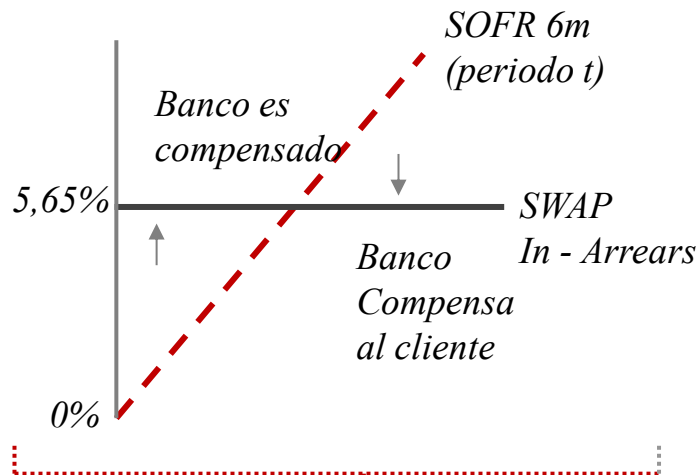 SOFR 6m
(periodo t)
Banco es
compensado
5,65%
SWAP
In - Arrears
Banco
Compensa
al cliente
0%